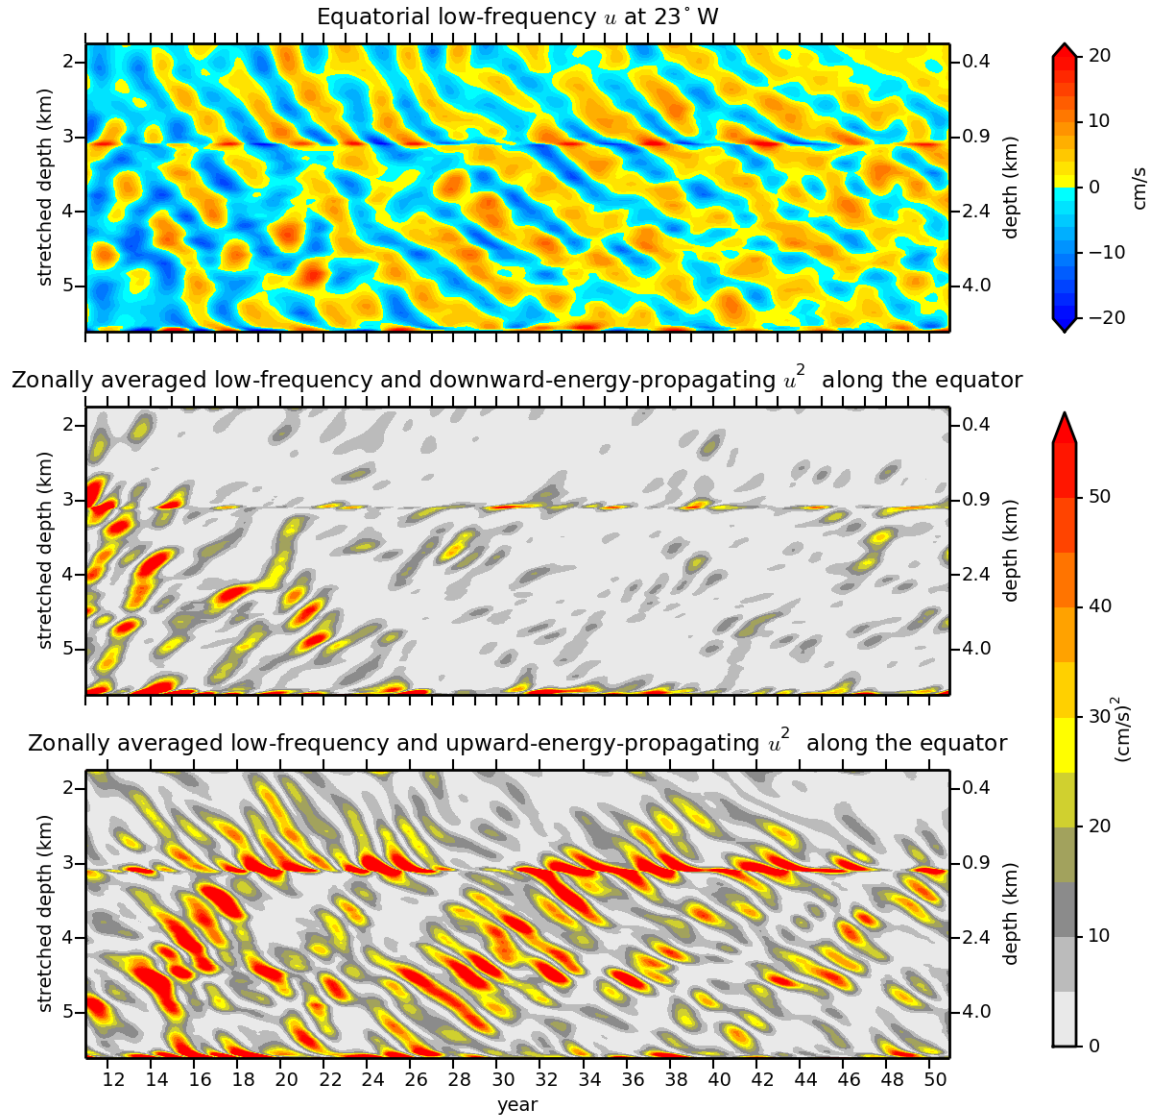 Equatorial low-frequency u at 23° W
2
3
4
5
stretched depth (km)
0.4
0.9
2.4
4.0
depth (km)
20
10
0
−10
−20
cm/s
Zonally averaged low-frequency and downward-energy-propagating u² along the equator
2
3
4
5
stretched depth (km)
0.4
0.9
2.4
4.0
depth (km)
Zonally averaged low-frequency and upward-energy-propagating u² along the equator
2
3
4
5
stretched depth (km)
0.4
0.9
2.4
4.0
depth (km)
50
40
30
20
10
0
(cm/s)²
12 14 16 18 20 22 24 26 28 30 32 34 36 38 40 42 44 46 48 50
year